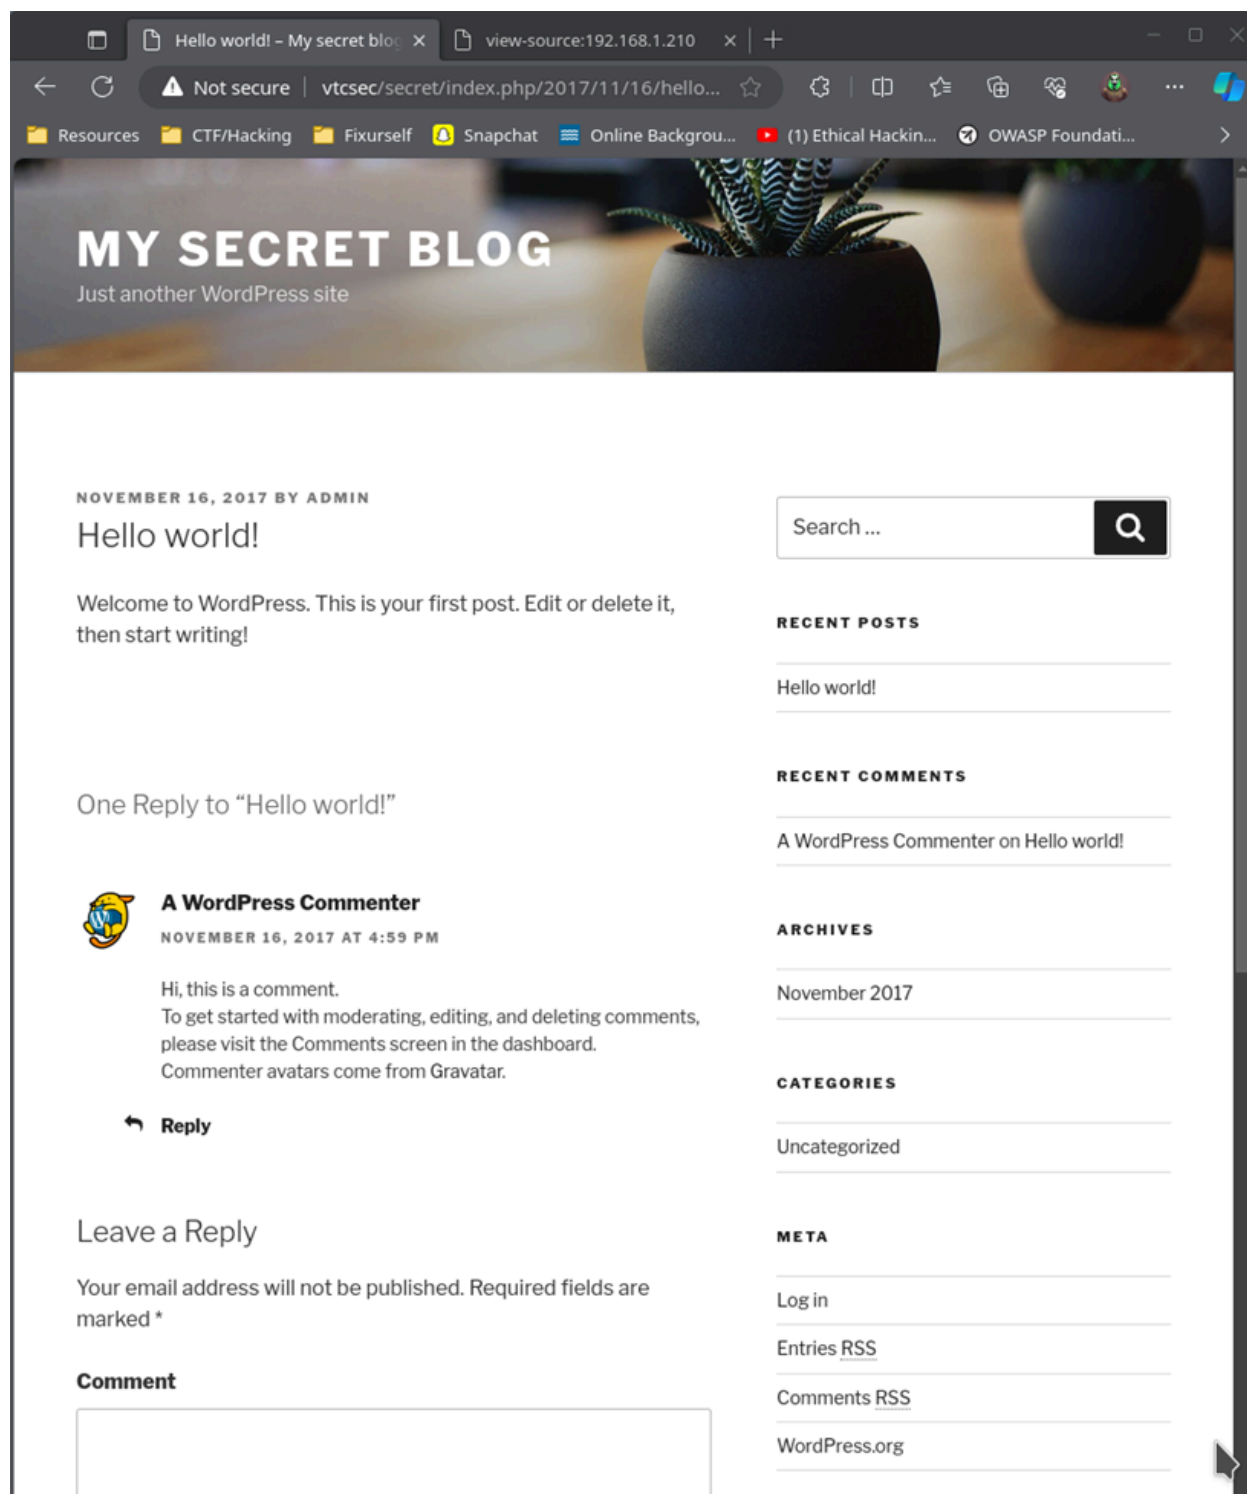 Hello world! – My secret blog
view-source:192.168.1.210
Not secure
vtcsec/secret/index.php/2017/11/16/hello...
Resources
CTF/Hacking
Fixurself
Snapchat
Online Backgrou...
(1) Ethical Hackin...
OWASP Foundati...
MY SECRET BLOG
Just another WordPress site
NOVEMBER 16, 2017 BY ADMIN
Hello world!
Welcome to WordPress. This is your first post. Edit or delete it,
then start writing!
One Reply to “Hello world!”
A WordPress Commenter
NOVEMBER 16, 2017 AT 4:59 PM
Hi, this is a comment.
To get started with moderating, editing, and deleting comments,
please visit the Comments screen in the dashboard.
Commenter avatars come from Gravatar.
Reply
Leave a Reply
Your email address will not be published. Required fields are
marked *
Comment
Search ...
RECENT POSTS
Hello world!
RECENT COMMENTS
A WordPress Commenter on Hello world!
ARCHIVES
November 2017
CATEGORIES
Uncategorized
META
Log in
Entries RSS
Comments RSS
WordPress.org